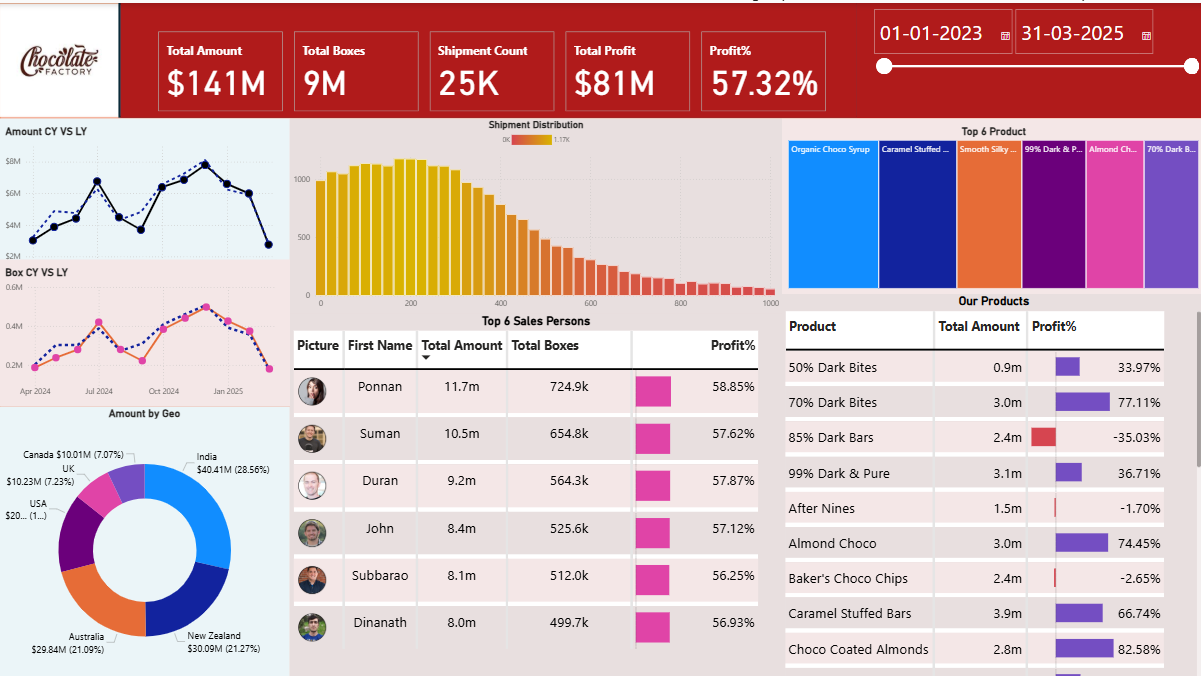 Chocolate
FACTORY
Total Amount
$141M
Total Boxes
9M
Shipment Count
25K
Total Profit
$81M
Profit%
57.32%
01-01-2023
31-03-2025
Amount CY VS LY
$8M
$6M
$4M
$2M
Box CY VS LY
0.6M
0.4M
0.2M
Apr 2024 Jul 2024 Oct 2024 Jan 2025
Amount by Geo
Canada $10.01M (7.07%)
UK
$10.23M (7.23%)
USA
$20... (1...)
India
$40.41M (28.56%)
Australia
$29.84M (21.09%)
New Zealand
$30.09M (21.27%)
Shipment Distribution
0K 1.17K
1000
500
0
0 200 400 600 800 1000
Top 6 Sales Persons
Picture First Name Total Amount Total Boxes Profit%
Ponnan 11.7m 724.9k 58.85%
Suman 10.5m 654.8k 57.62%
Duran 9.2m 564.3k 57.87%
John 8.4m 525.6k 57.12%
Subbarao 8.1m 512.0k 56.25%
Dinanath 8.0m 499.7k 56.93%
Top 6 Product
Organic Choco Syrup Caramel Stuffed ... Smooth Silky ... 99% Dark & P... Almond Ch... 70% Dark B...
Our Products
Product Total Amount Profit%
50% Dark Bites 0.9m 33.97%
70% Dark Bites 3.0m 77.11%
85% Dark Bars 2.4m -35.03%
99% Dark & Pure 3.1m 36.71%
After Nines 1.5m -1.70%
Almond Choco 3.0m 74.45%
Baker's Choco Chips 2.4m -2.65%
Caramel Stuffed Bars 3.9m 66.74%
Choco Coated Almonds 2.8m 82.58%